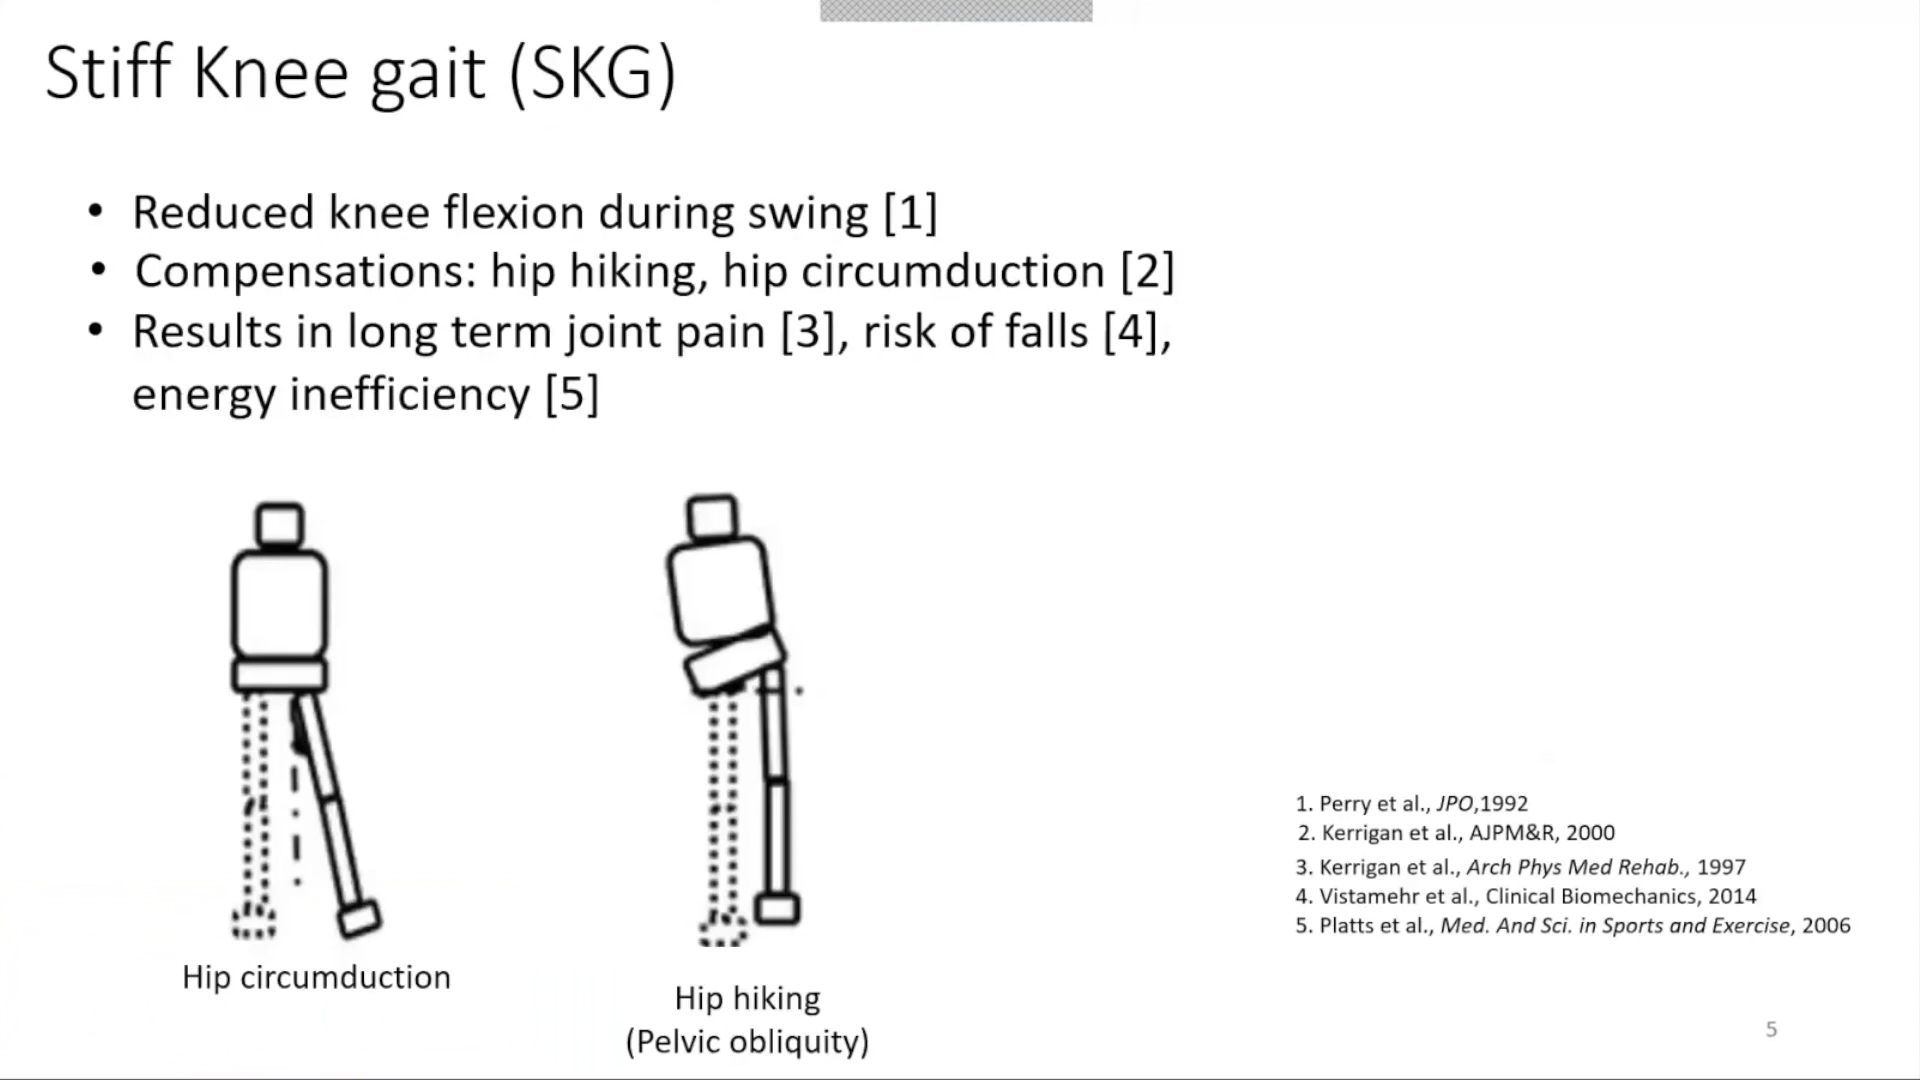 Stiff Knee gait (SKG)
• Reduced knee flexion during swing [1]
• Compensations: hip hiking, hip circumduction [2]
• Results in long term joint pain [3], risk of falls [4],
energy inefficiency [5]
Hip circumduction
Hip hiking
(Pelvic obliquity)
1. Perry et al., JPO,1992
2. Kerrigan et al., AJPM&R, 2000
3. Kerrigan et al., Arch Phys Med Rehab., 1997
4. Vistamehr et al., Clinical Biomechanics, 2014
5. Platts et al., Med. And Sci. in Sports and Exercise, 2006
5